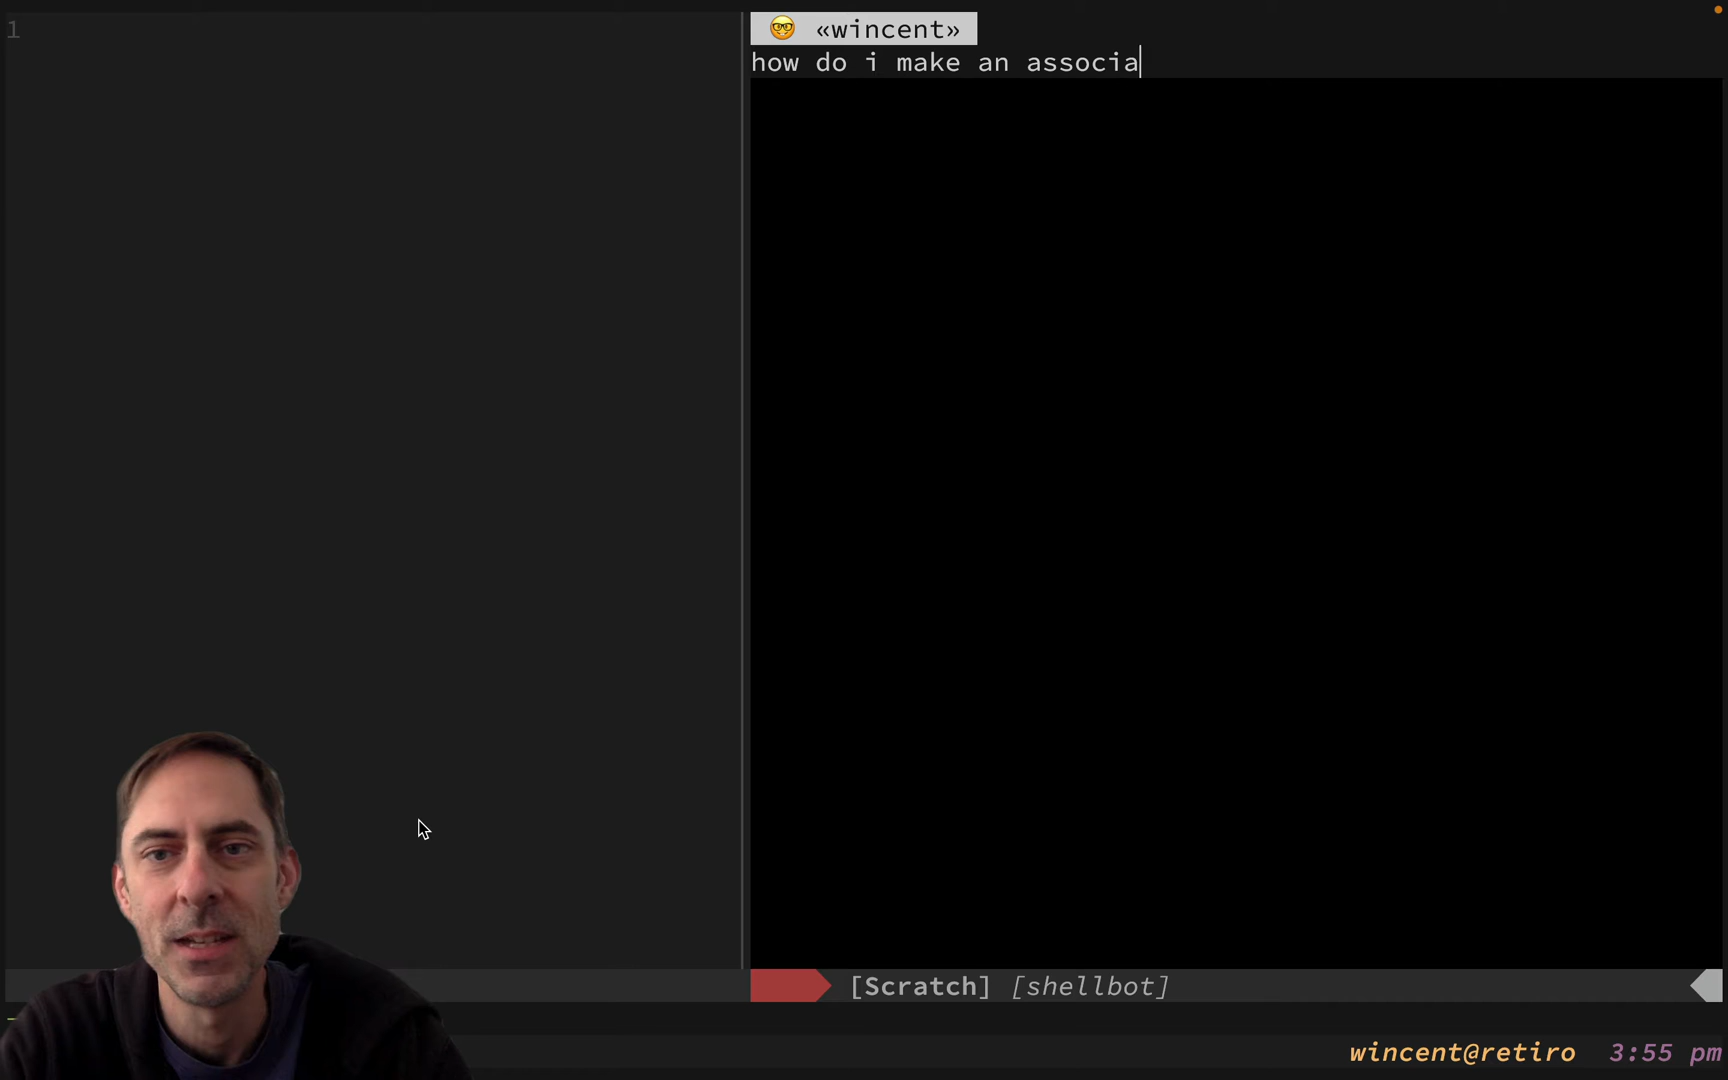 1
🤓 «wincent»
how do i make an associa
[Scratch] [shellbot]
wincent@retiro 3:55 pm